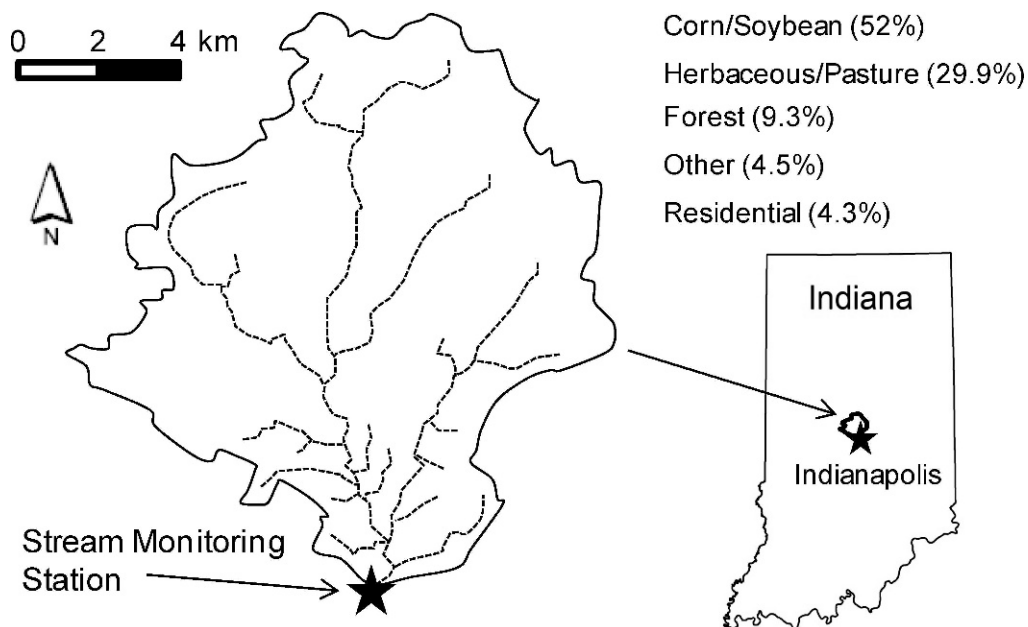 0 2 4 km
Corn/Soybean (52%)
Herbaceous/Pasture (29.9%)
Forest (9.3%)
Other (4.5%)
Residential (4.3%)
N
Indiana
Indianapolis
Stream Monitoring
Station